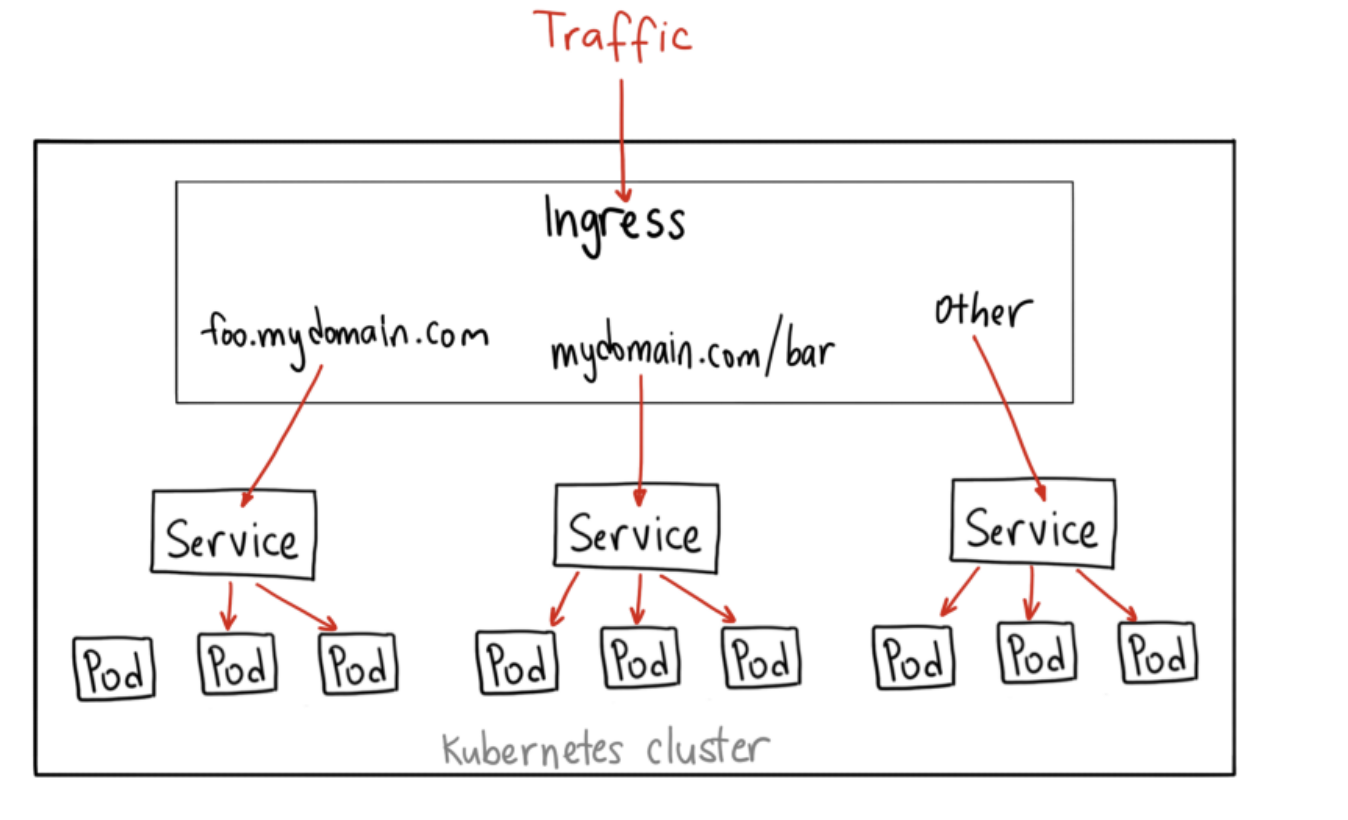 Traffic
Ingress
foo.mydomain.com
mydomain.com/bar
other
Service
Service
Service
Pod
Pod
Pod
Pod
Pod
Pod
Pod
Pod
Pod
Kubernetes cluster